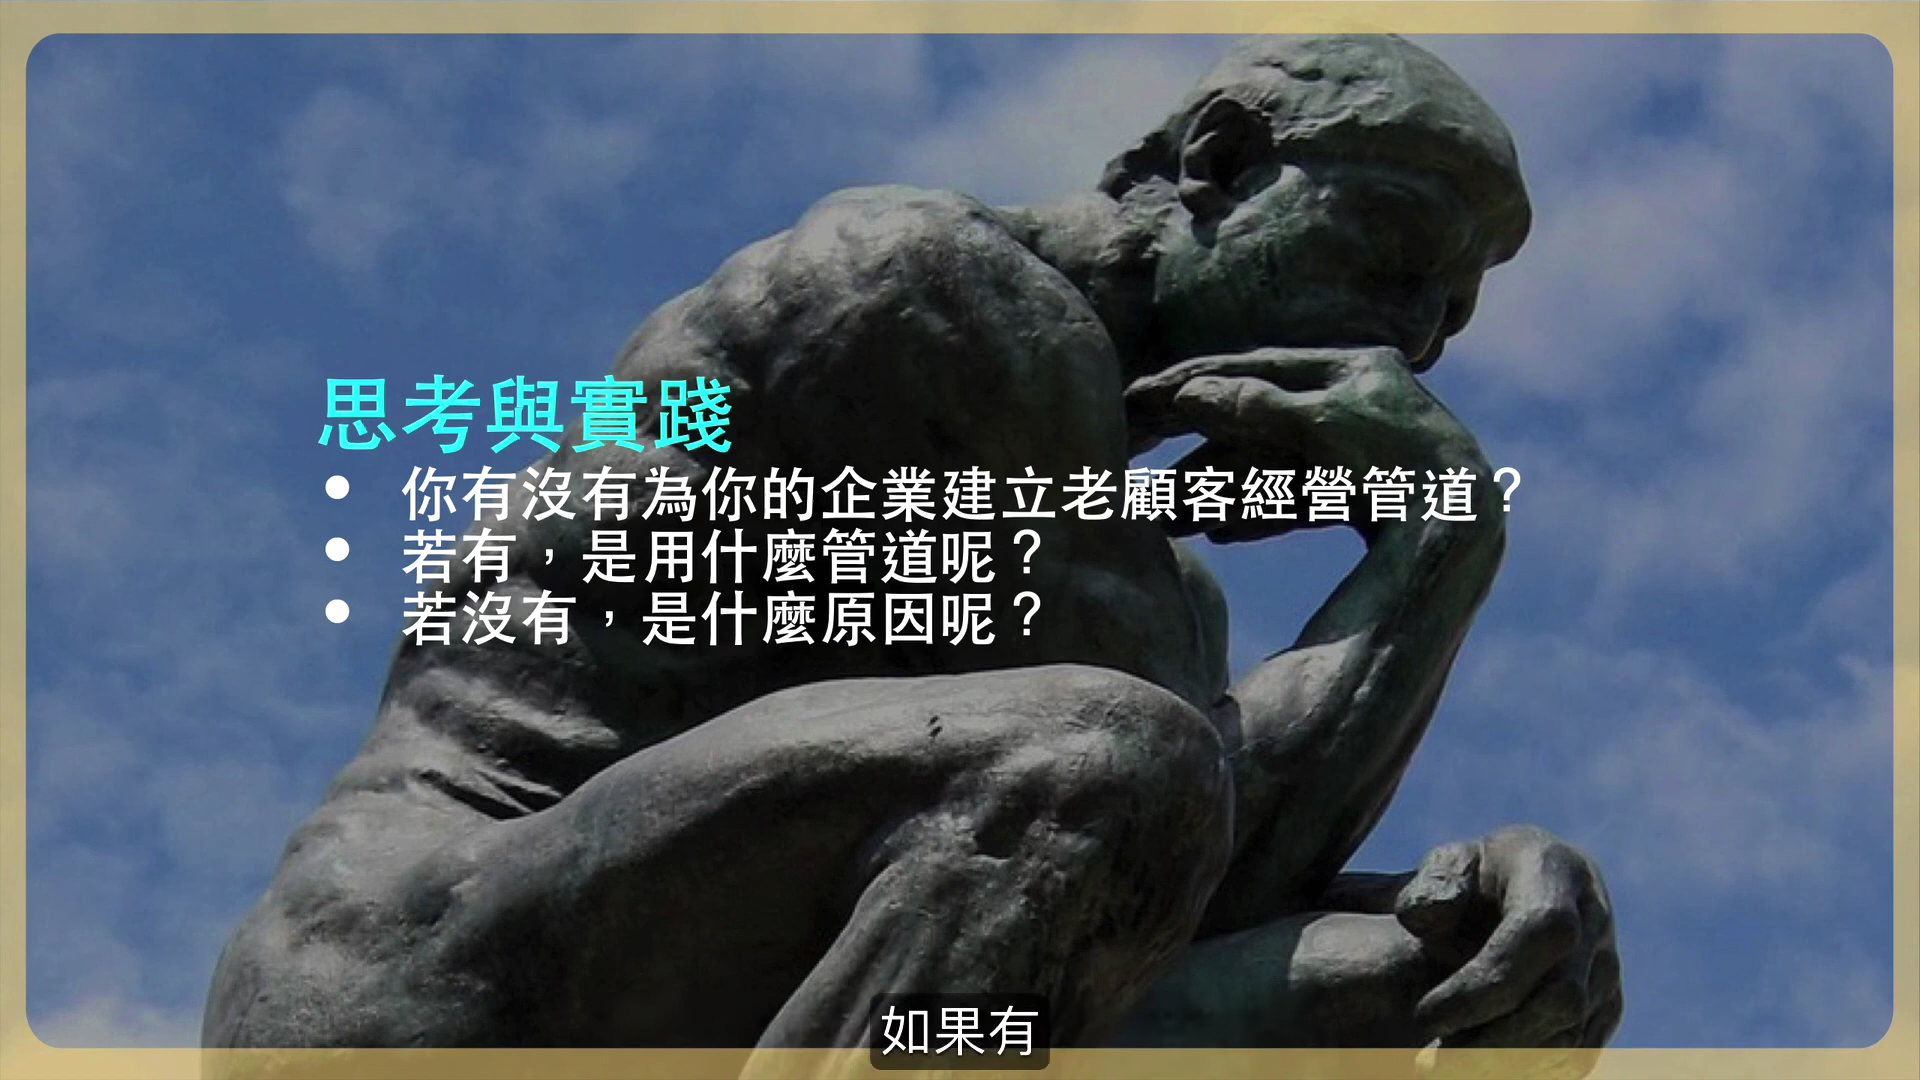 思考與實踐
• 你有沒有為你的企業建立老顧客經營管道？
• 若有，是用什麼管道呢？
• 若沒有，是什麼原因呢？
如果有